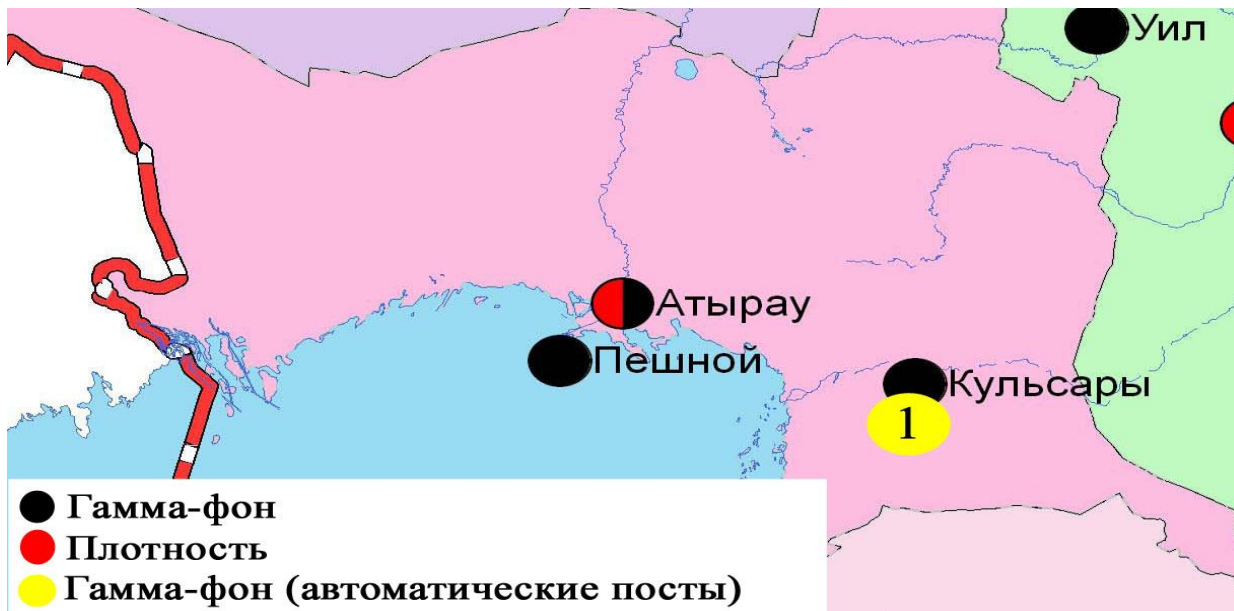 Уил
Атырау
Пешной
Кульсары
1
Гамма-фон
Плотность
Гамма-фон (автоматические посты)